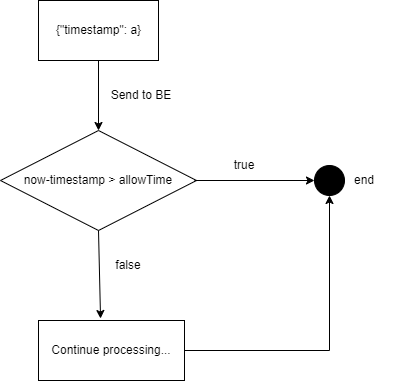 {"timestamp": a}
Send to BE
now-timestamp > allowTime
true
end
false
Continue processing...